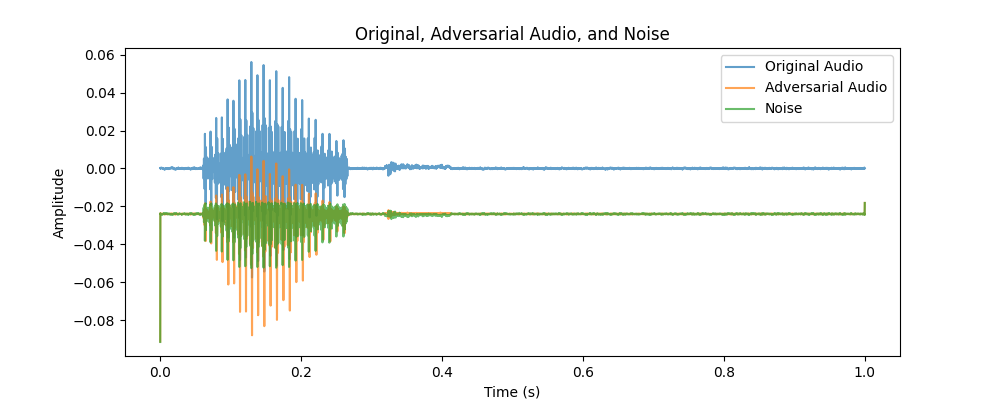 Original, Adversarial Audio, and Noise
Original Audio
Adversarial Audio
Noise
Amplitude
0.06
0.04
0.02
0.00
−0.02
−0.04
−0.06
−0.08
0.0 0.2 0.4 0.6 0.8 1.0
Time (s)